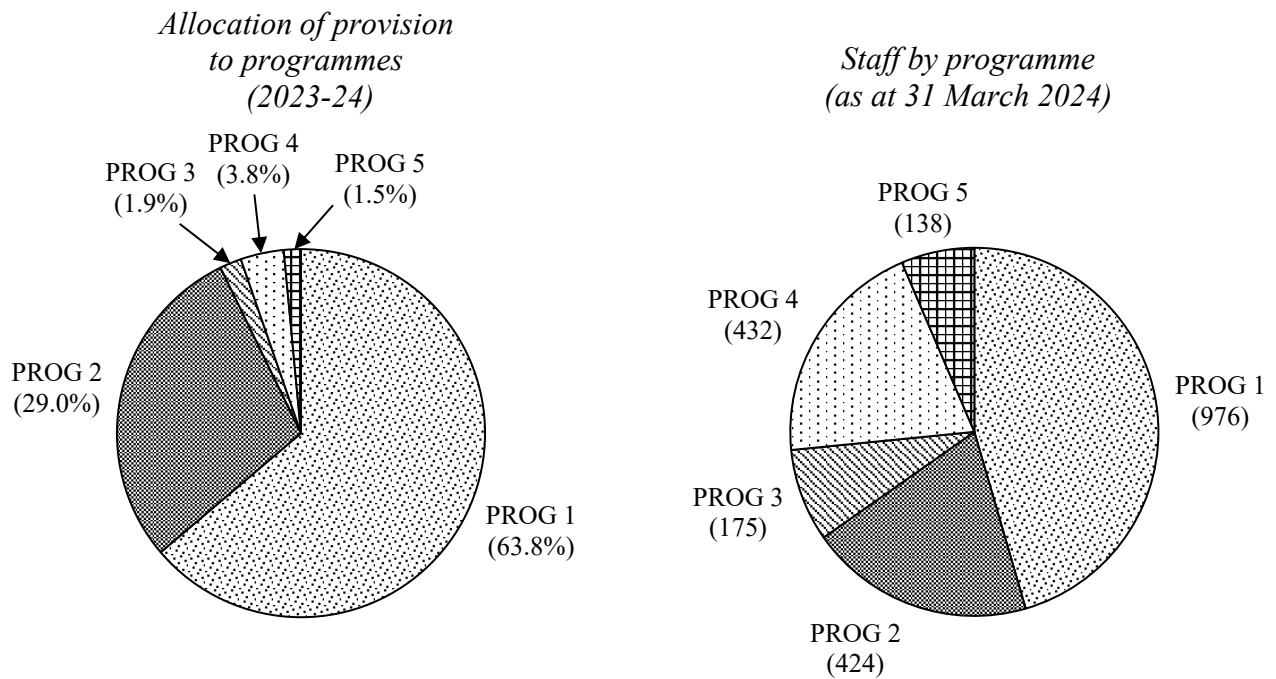 Allocation of provision
to programmes
(2023-24)
PROG 4
(3.8%)
PROG 3
(1.9%)
PROG 5
(1.5%)
PROG 2
(29.0%)
PROG 1
(63.8%)
Staff by programme
(as at 31 March 2024)
PROG 5
(138)
PROG 4
(432)
PROG 1
(976)
PROG 3
(175)
PROG 2
(424)